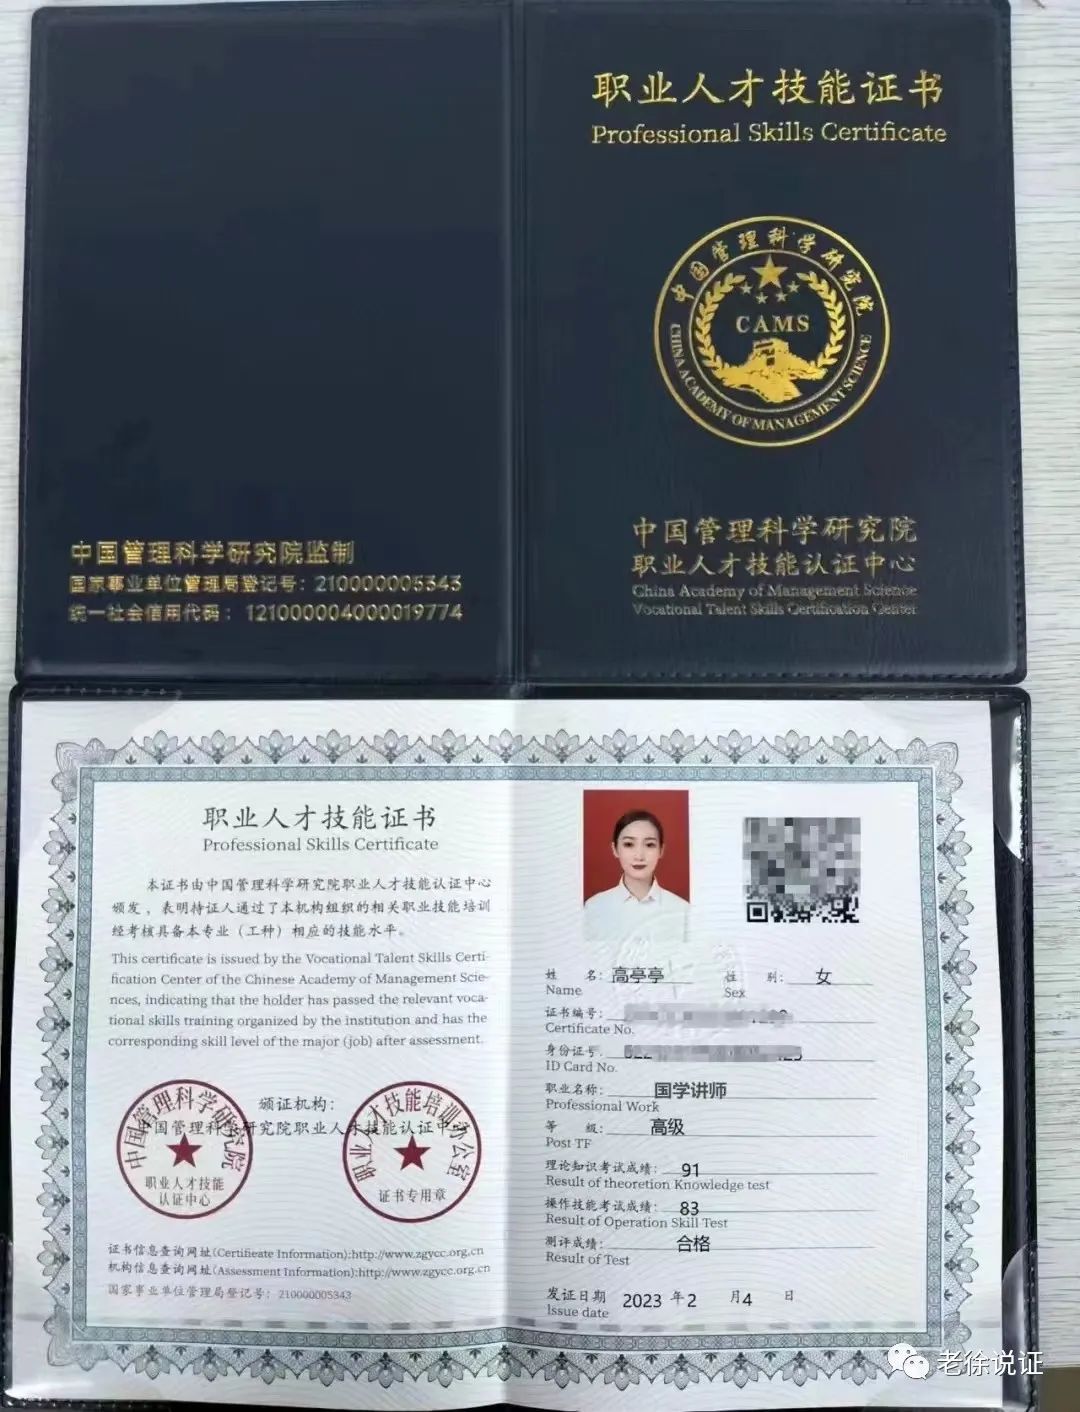 职业人才技能证书
Professional Skills Certificate
中国管理科学研究院
CAMS
CHINA ACADEMY OF MANAGEMENT SCIENCE
中国管理科学研究院
职业人才技能认证中心
China Academy of Management Science
Vocational Talent Skills Certification Center
中国管理科学研究院监制
国家事业单位管理局登记号：210000005343
统一社会信用代码：121000004000019774
职业人才技能证书
Professional Skills Certificate
本证书由中国管理科学研究院职业人才技能认证中心
颁发，表明持证人通过了本机构组织的相关职业技能培训
经考核具备本专业（工种）相应的技能水平。
This certificate is issued by the Vocational Talent Skills Certi-
fication Center of the Chinese Academy of Management Scie-
nces, indicating that the holder has passed the relevant voca-
tional skills training organized by the institution and has the
corresponding skill level of the major (job) after assessment.
颁证机构：
中国管理科学研究院职业人才技能认证中心
中国管理科学研究院
职业人才技能
认证中心
职业人才技能培训办公室
证书专用章
证书信息查询网址(Certifieate Information):http://www.zgycc.org.cn
机构信息查询网址(Assessment Information):http://www.zgycc.org.cn
国家事业单位管理局登记号：210000005343
姓 名：高亭亭 性 别：女
Name Sex
证书编号：
Certificate No.
身份证号：
ID Card No.
职业名称：国学讲师
Professional Work
等 级：高级
Post TF
理论知识考试成绩：91
Result of theoretion Knowledge test
操作技能考试成绩：83
Result of Operation Skill Test
测评成绩：合格
Result of Test
发证日期 2023 年 2 月 4 日
Issue date
老徐说证